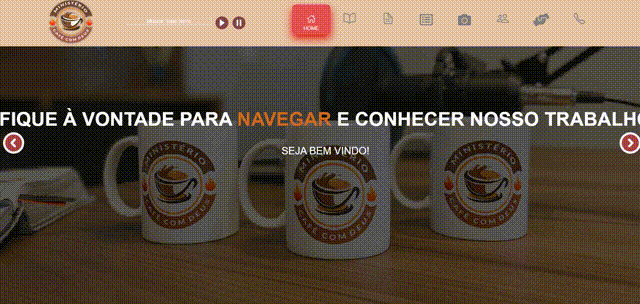 MINISTÉRIO
CAFÉ COM DEUS
HOME
FIQUE À VONTADE PARA NAVEGAR E CONHECER NOSSO TRABALHO
SEJA BEM VINDO!
MINISTÉRIO
CAFÉ COM DEUS
MINISTÉRIO
CAFÉ COM DEUS
MINISTÉRIO
CAFÉ COM DEUS